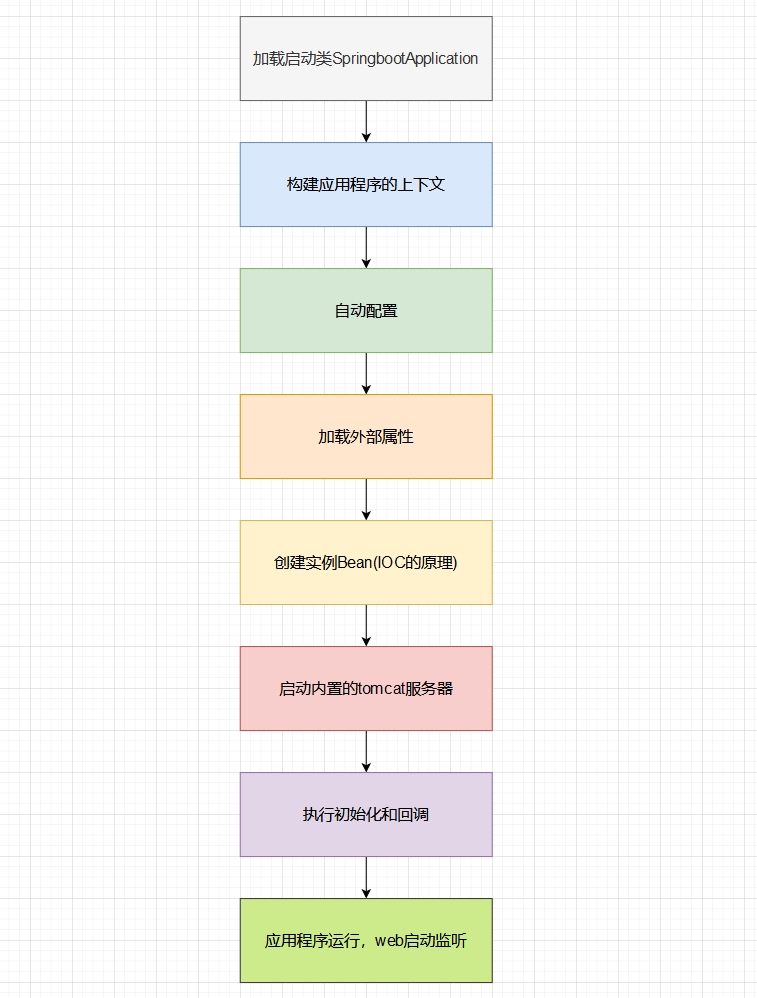 加载启动类SpringbootApplication
构建应用程序的上下文
自动配置
加载外部属性
创建实例Bean(IOC的原理)
启动内置的tomcat服务器
执行初始化和回调
应用程序运行，web启动监听